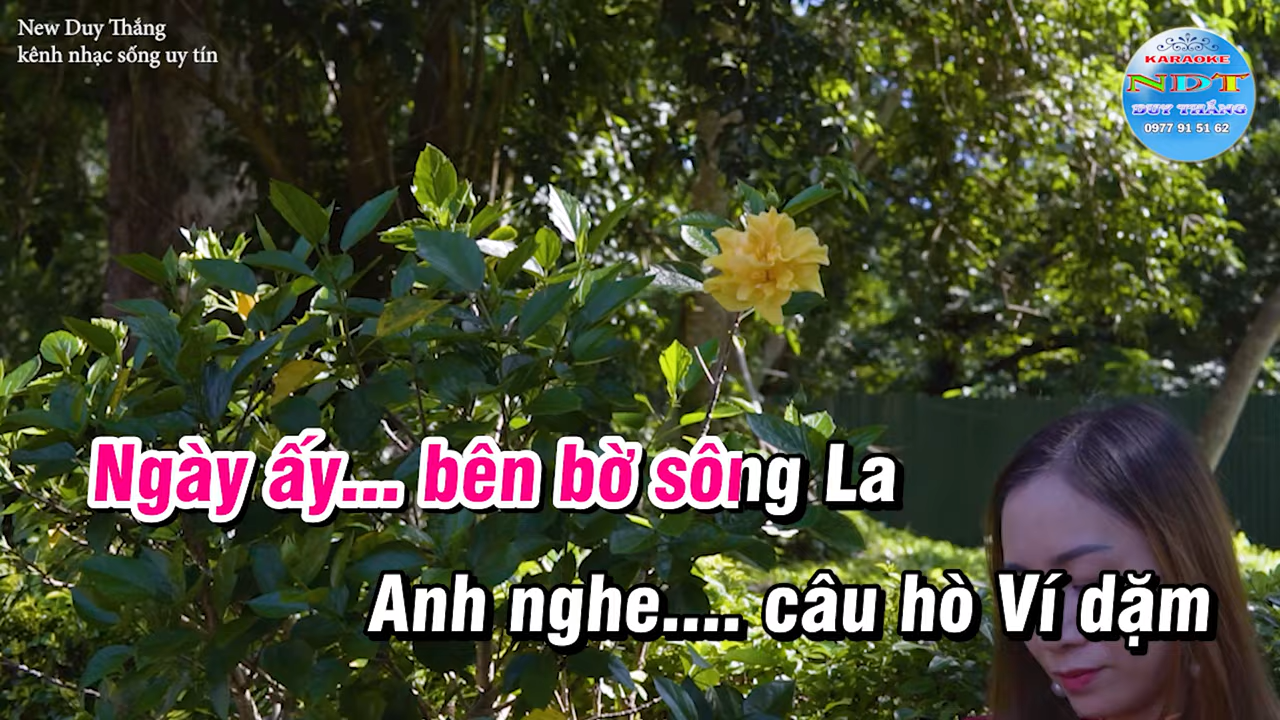 New Duy Thắng
kênh nhạc sống uy tín
KARAOKE
NDT
DUY THẮNG
0977 91 51 62
Ngày ấy... bên bờ sông La
Anh nghe.... câu hò Ví dặm